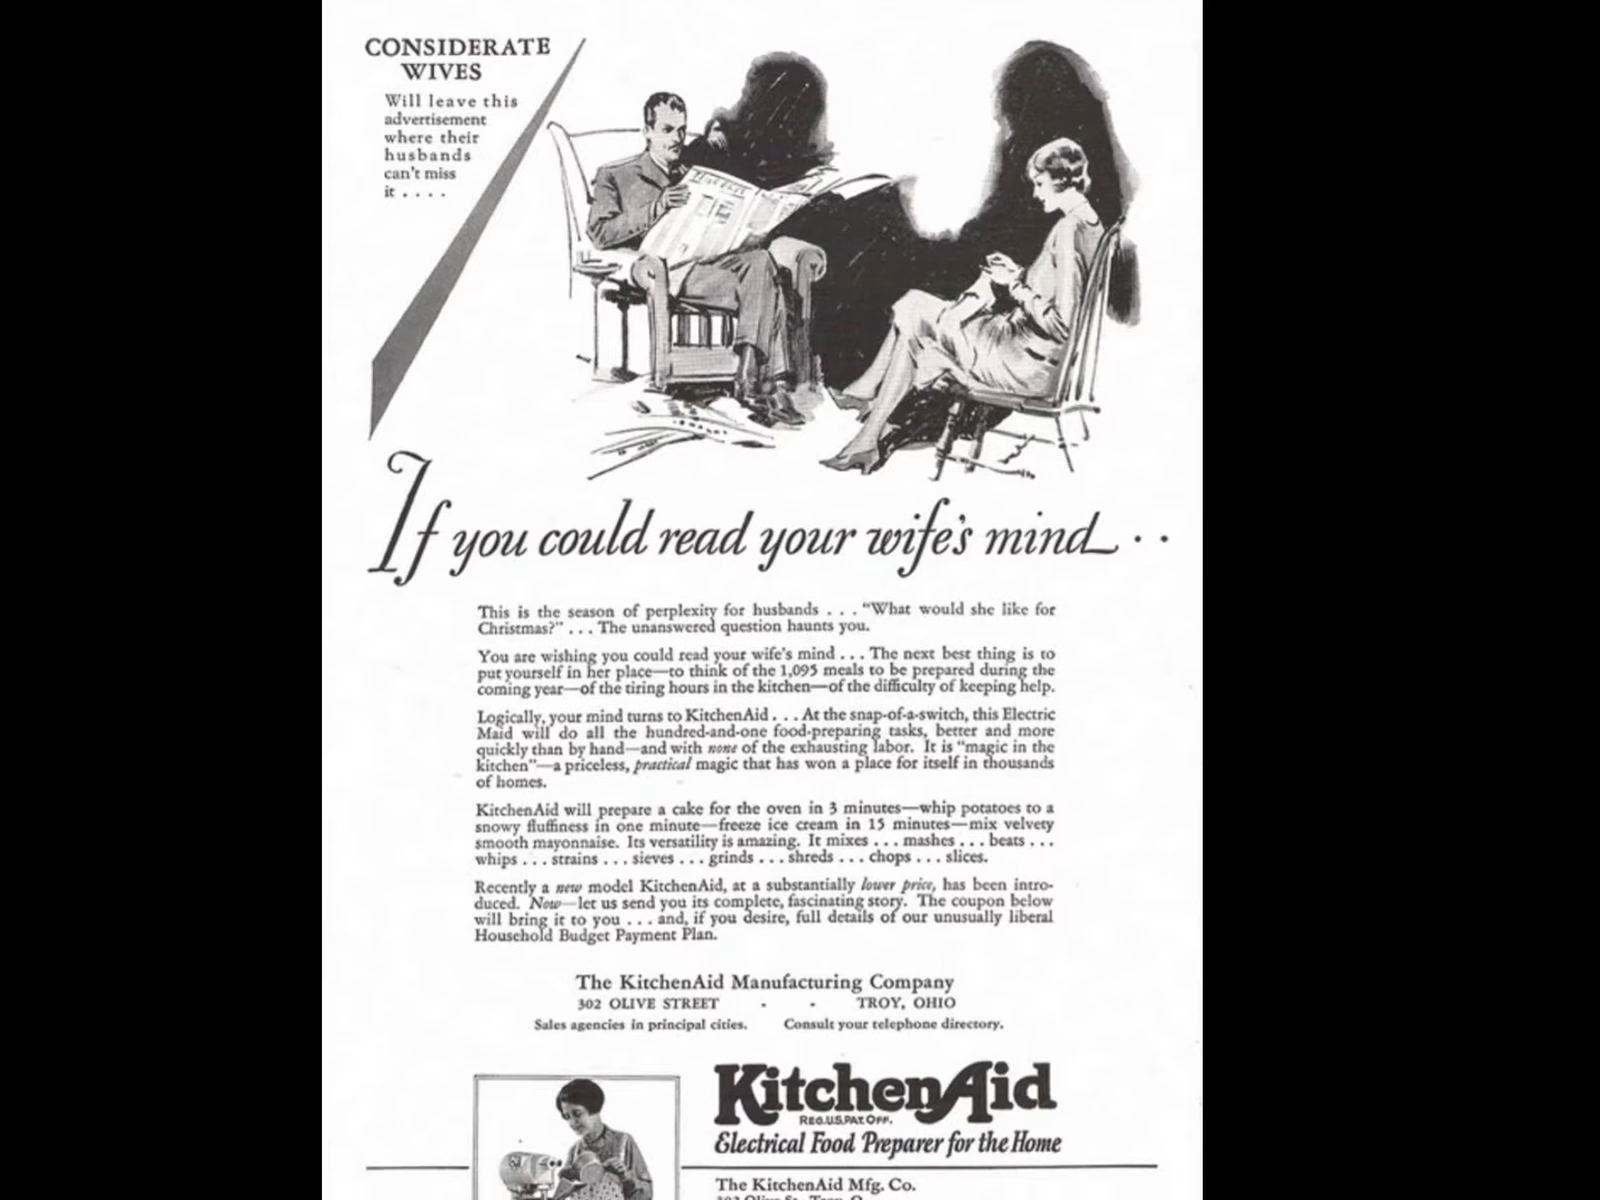 CONSIDERATE
WIVES
Will leave this
advertisement
where their
husbands
can't miss
it . . . .
If you could read your wife's mind . .
This is the season of perplexity for husbands . . . "What would she like for
Christmas?" . . . The unanswered question haunts you.
You are wishing you could read your wife's mind . . . The next best thing is to
put yourself in her place—to think of the 1,095 meals to be prepared during the
coming year—of the tiring hours in the kitchen—of the difficulty of keeping help.
Logically, your mind turns to KitchenAid . . . At the snap-of-a-switch, this Electric
Maid will do all the hundred-and-one food-preparing tasks, better and more
quickly than by hand—and with none of the exhausting labor. It is "magic in the
kitchen"—a priceless, practical magic that has won a place for itself in thousands
of homes.
KitchenAid will prepare a cake for the oven in 3 minutes—whip potatoes to a
snowy fluffiness in one minute—freeze ice cream in 15 minutes—mix velvety
smooth mayonnaise. Its versatility is amazing. It mixes . . . mashes . . . beats . . .
whips . . . strains . . . sieves . . . grinds . . . shreds . . . chops . . . slices.
Recently a new model KitchenAid, at a substantially lower price, has been intro-
duced. Now—let us send you its complete, fascinating story. The coupon below
will bring it to you . . . and, if you desire, full details of our unusually liberal
Household Budget Payment Plan.
The KitchenAid Manufacturing Company
302 OLIVE STREET - - TROY, OHIO
Sales agencies in principal cities. Consult your telephone directory.
KitchenAid
REG.U.S.PAT.OFF.
Electrical Food Preparer for the Home
The KitchenAid Mfg. Co.